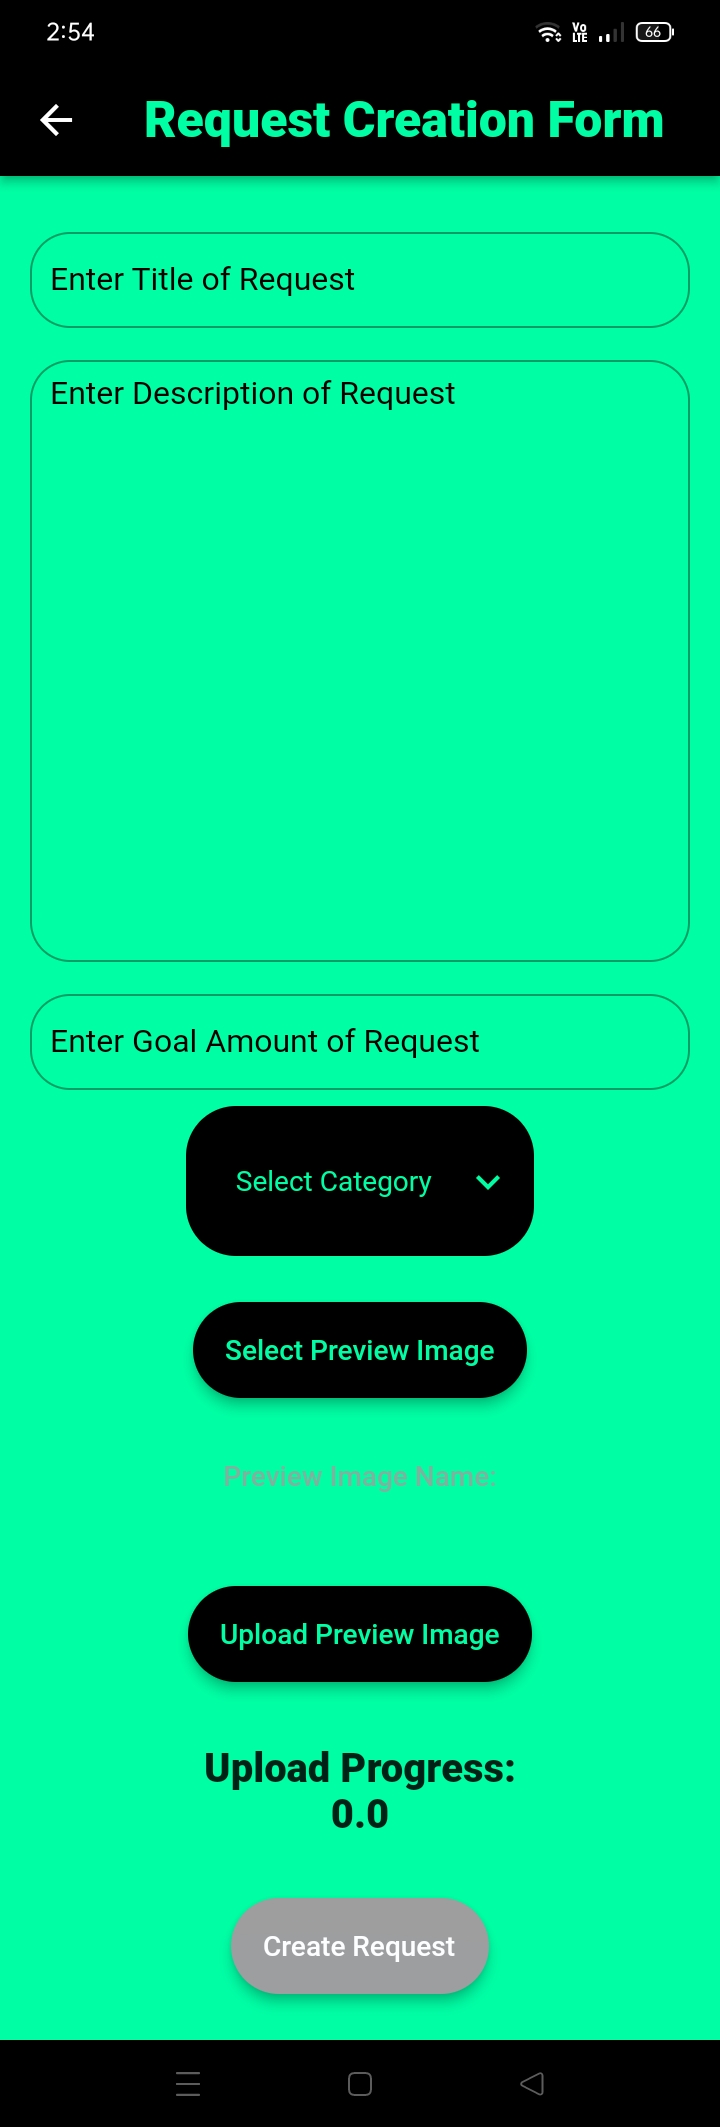 2:54
Vo
LTE
66
Request Creation Form
Enter Title of Request
Enter Description of Request
Enter Goal Amount of Request
Select Category
Select Preview Image
Preview Image Name:
Upload Preview Image
Upload Progress:
0.0
Create Request